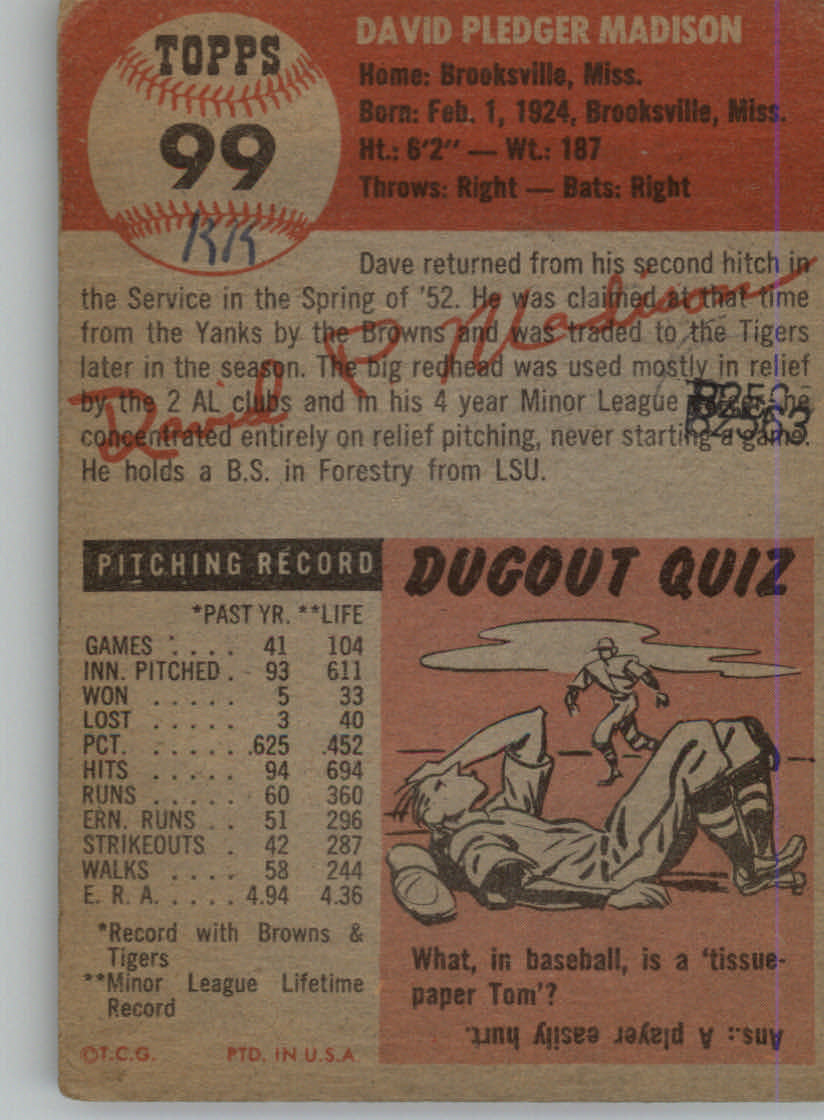 TOPPS
99
DAVID PLEDGER MADISON
Home: Brooksville, Miss.
Born: Feb. 1, 1924, Brooksville, Miss.
Ht.: 6'2" — Wt.: 187
Throws: Right — Bats: Right
Dave returned from his second hitch in
the Service in the Spring of '52. He was claimed at that time
from the Yanks by the Browns and was traded to the Tigers
later in the season. The big redhead was used mostly in relief
by the 2 AL clubs and in his 4 year Minor League he
concentrated entirely on relief pitching, never starting a game.
He holds a B.S. in Forestry from LSU.
David P Madison
B2563
PITCHING RECORD
*PAST YR. **LIFE
GAMES . . . . 41 104
INN. PITCHED . 93 611
WON . . . . . 5 33
LOST . . . . . 3 40
PCT. . . . . . .625 .452
HITS . . . . . 94 694
RUNS . . . . . 60 360
ERN. RUNS . . 51 296
STRIKEOUTS . 42 287
WALKS . . . . 58 244
E. R. A. . . . . 4.94 4.36
*Record with Browns &
Tigers
**Minor League Lifetime
Record
©T.C.G. PTD. IN U.S.A.
DUGOUT QUIZ
What, in baseball, is a 'tissue-
paper Tom'?
Ans.: A player easily hurt.